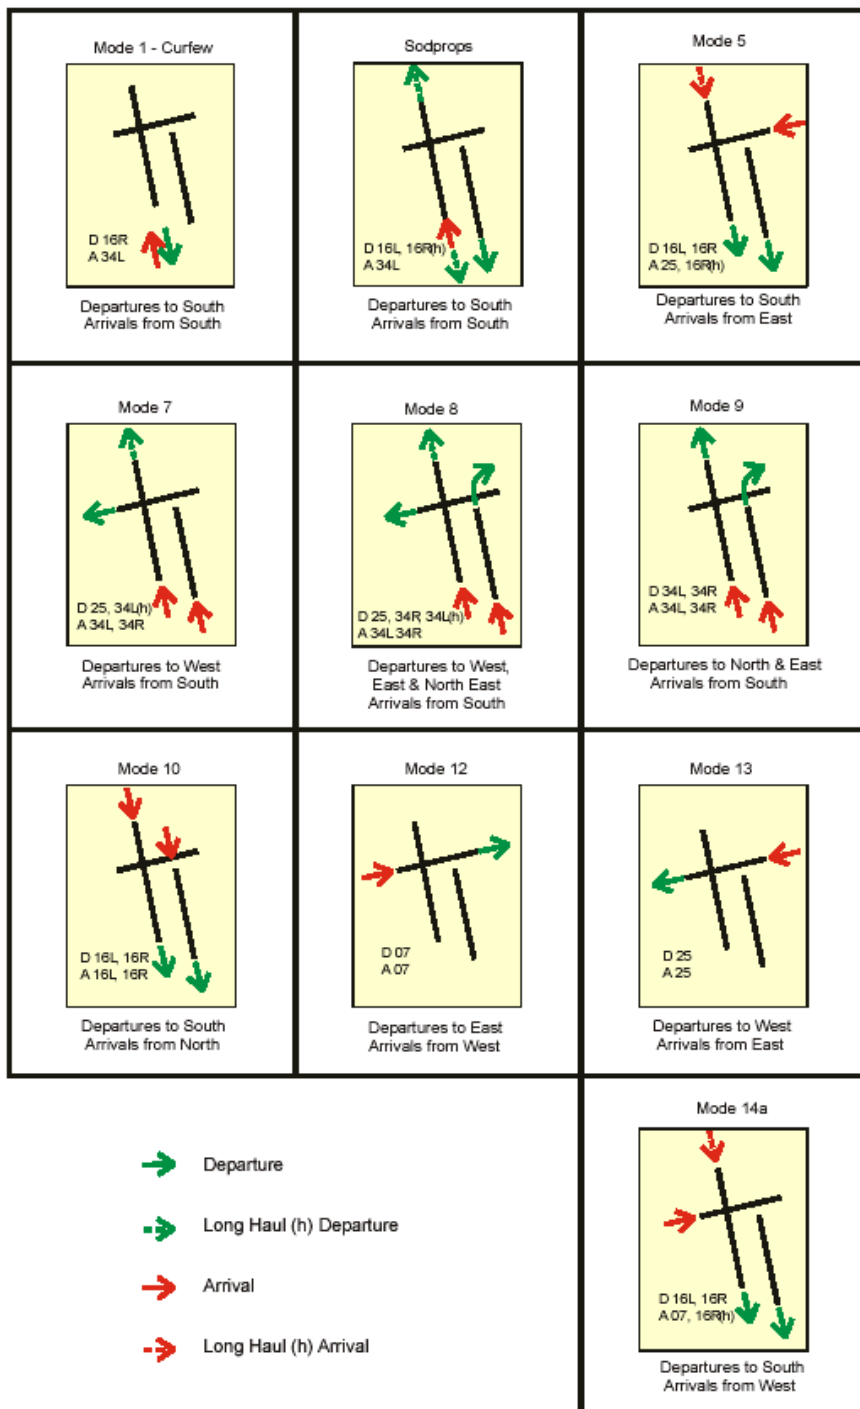 Mode 1 - Curfew
D 16R
A 34L
Departures to South
Arrivals from South
Sodprops
D 16L, 16R(h)
A 34L
Departures to South
Arrivals from South
Mode 5
D 16L, 16R
A 25, 16R(h)
Departures to South
Arrivals from East
Mode 7
D 25, 34L(h)
A 34L, 34R
Departures to West
Arrivals from South
Mode 8
D 25, 34R 34L(h)
A 34L 34R
Departures to West,
East & North East
Arrivals from South
Mode 9
D 34L, 34R
A 34L, 34R
Departures to North & East
Arrivals from South
Mode 10
D 16L, 16R
A 16L, 16R
Departures to South
Arrivals from North
Mode 12
D 07
A 07
Departures to East
Arrivals from West
Mode 13
D 25
A 25
Departures to West
Arrivals from East
Departure
Long Haul (h) Departure
Arrival
Long Haul (h) Arrival
Mode 14a
D 16L, 16R
A 07, 16R(h)
Departures to South
Arrivals from West